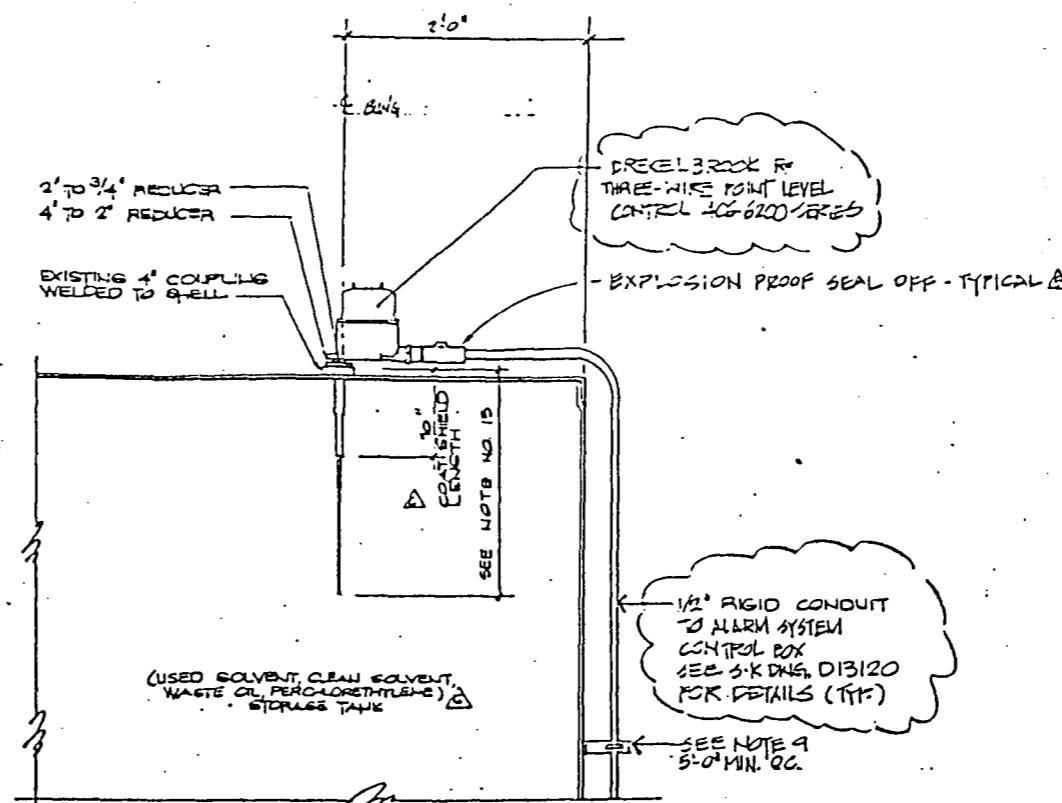 2'-0"
BUNG
DREXELBROOK RF
THREE-WIRE POINT LEVEL
CONTROL 406 6200 SERIES
2" TO 3/4" REDUCER
4" TO 2" REDUCER
EXISTING 4" COUPLING
WELDED TO SHELL
EXPLOSION PROOF SEAL OFF - TYPICAL
10"
COAT SHIELD
LENGTH
SEE NOTE NO. 13
1/2" RIGID CONDUIT
TO ALARM SYSTEM
CONTROL BOX
SEE S-K DWG. D13120
FOR DETAILS (TYP)
(USED SOLVENT, CLEAN SOLVENT,
WASTE OIL, PERCHLORETHYLENE)
STORAGE TANK
SEE NOTE 9
5'-0" MIN. OC.